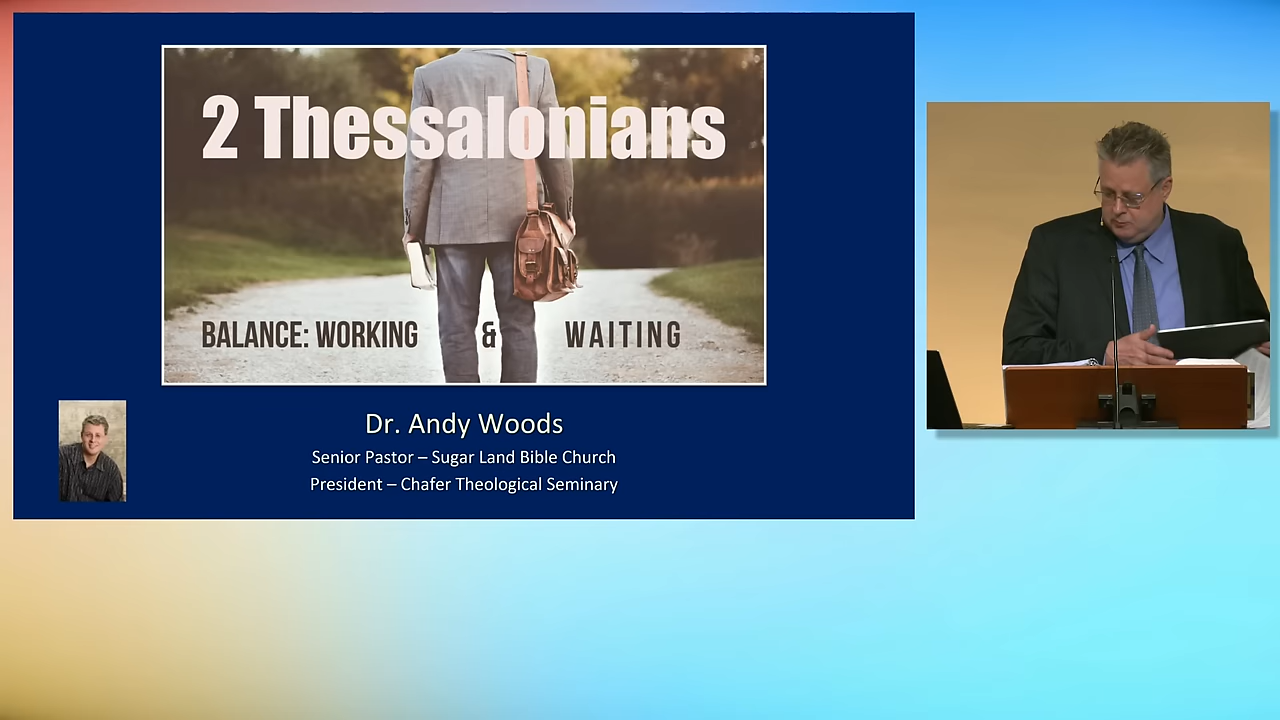 2 Thessalonians
BALANCE: WORKING & WAITING
Dr. Andy Woods
Senior Pastor – Sugar Land Bible Church
President – Chafer Theological Seminary